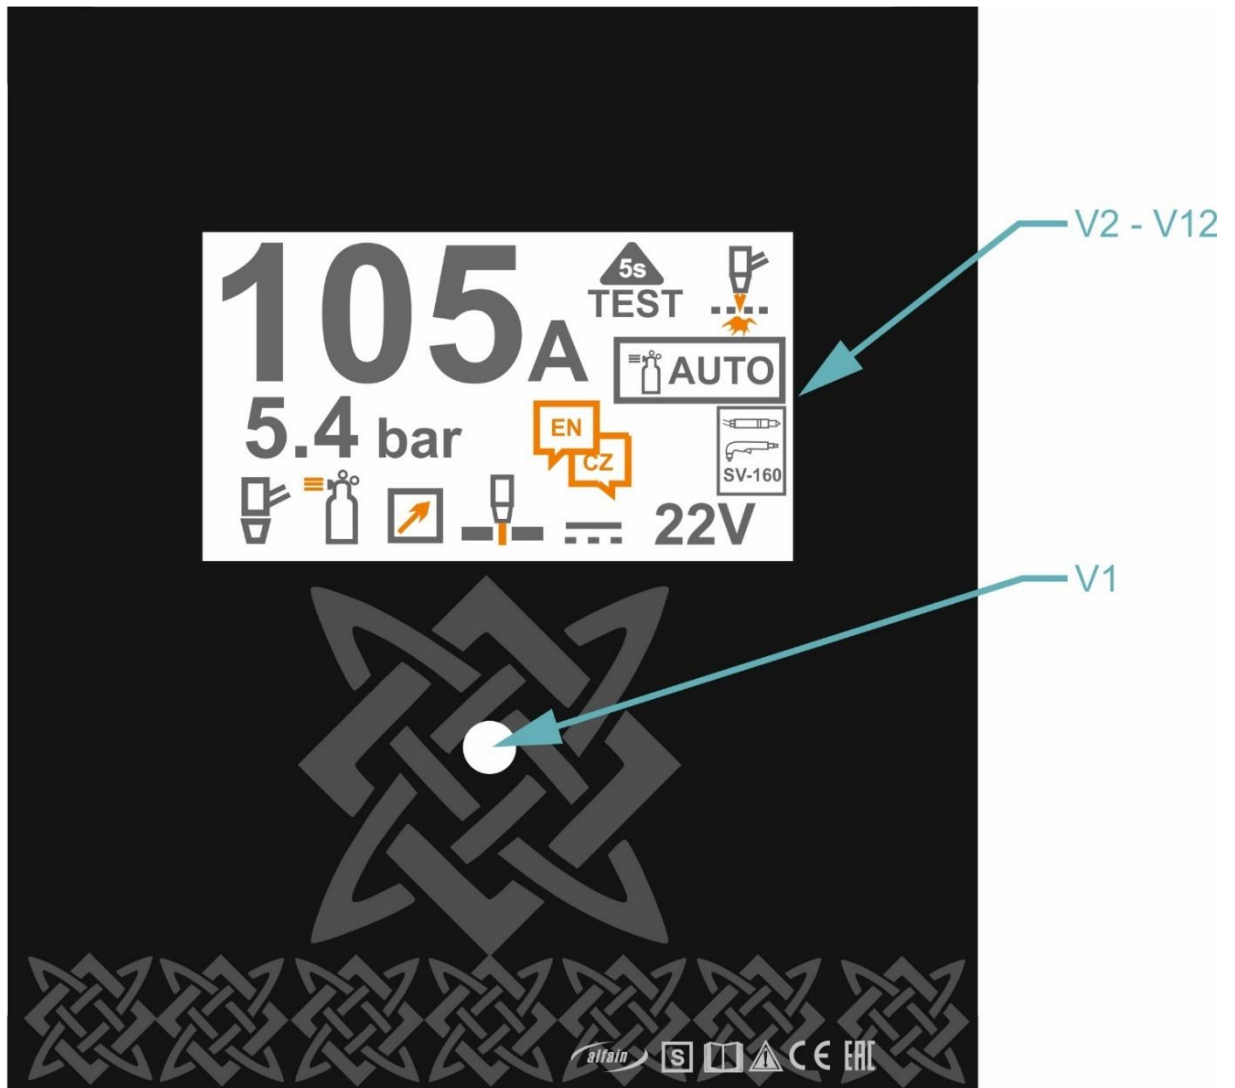 V2 - V12
105A
5s
TEST
AUTO
5.4 bar
EN
CZ
SV-160
22V
V1
alfain
S
CE EAC